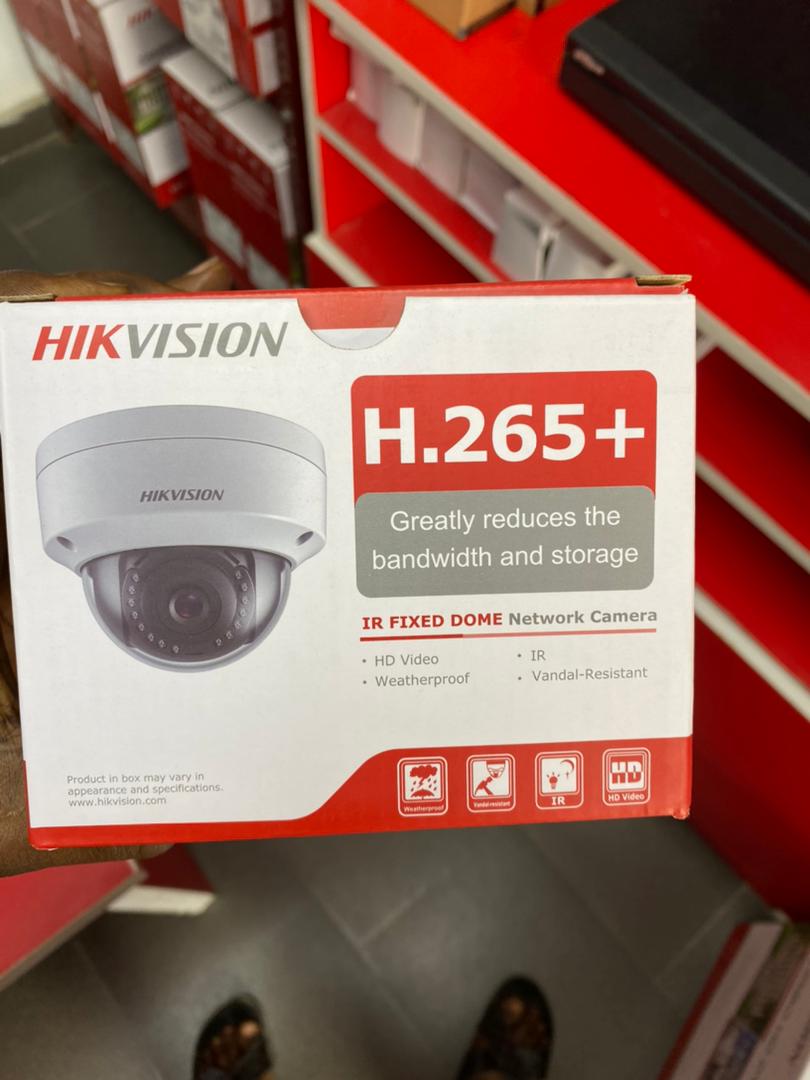 HIKVISION
HIKVISION
H.265+
Greatly reduces the
bandwidth and storage
IR FIXED DOME Network Camera
• HD Video
• IR
• Weatherproof
• Vandal-Resistant
Product in box may vary in
appearance and specifications.
www.hikvision.com
Weatherproof
Vandal-resistant
IR
HD
HD Video